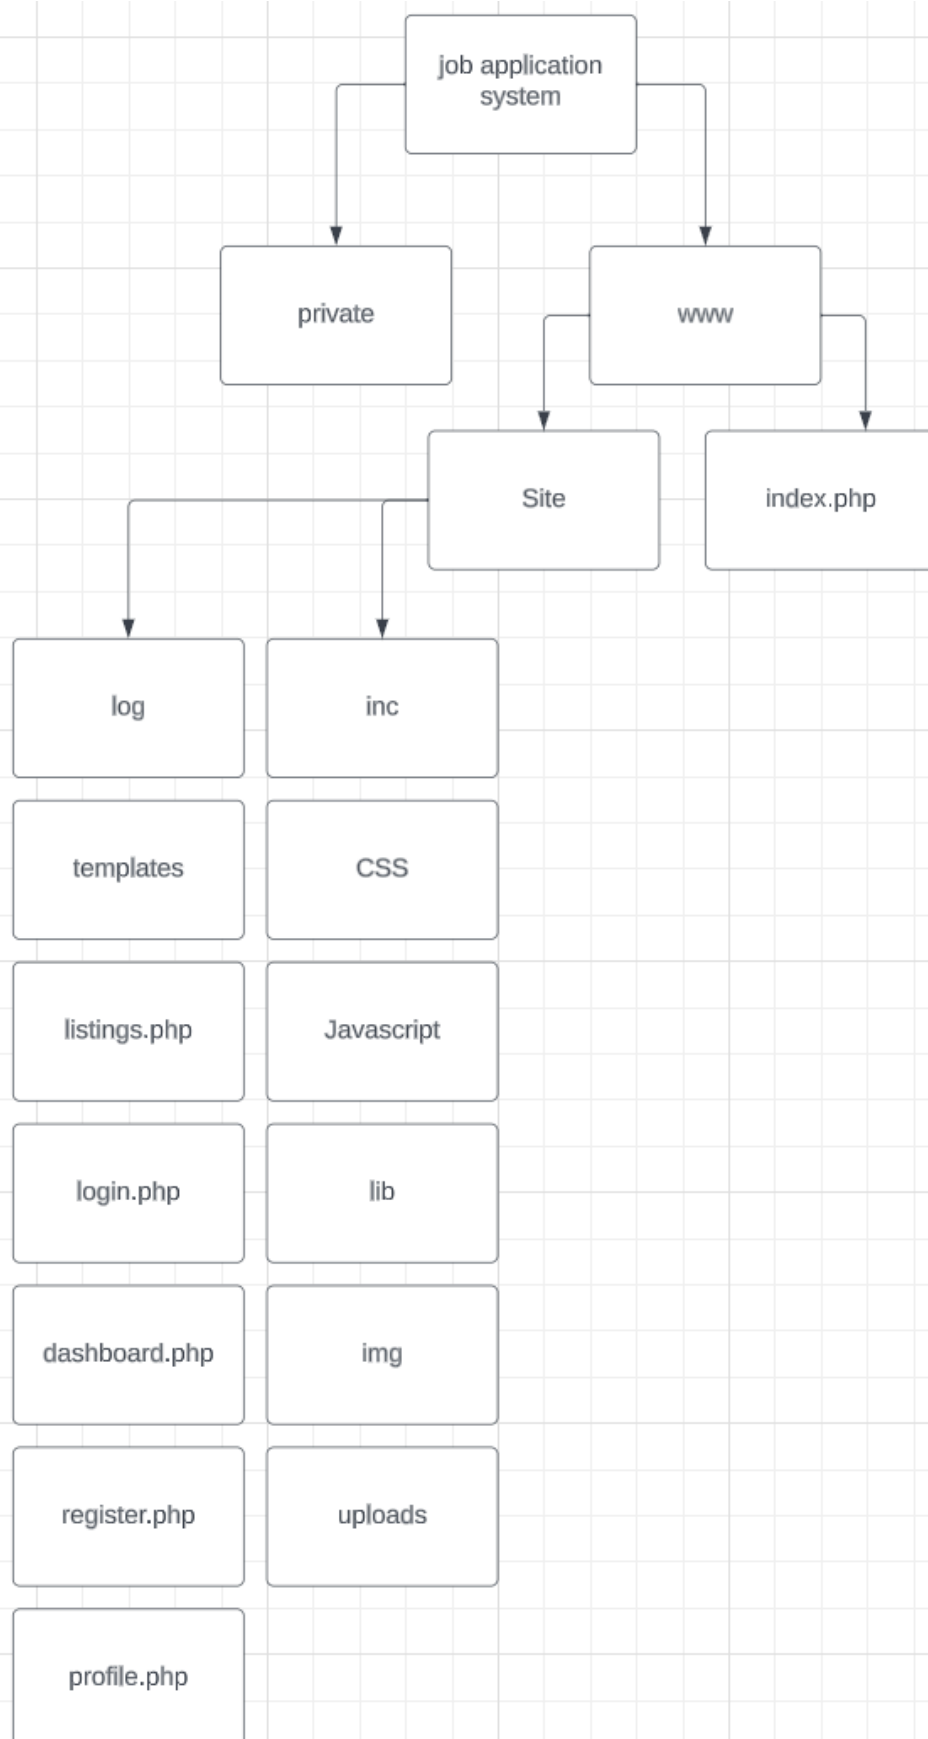 job application
system
private
www
Site
index.php
log
inc
templates
CSS
listings.php
Javascript
login.php
lib
dashboard.php
img
register.php
uploads
profile.php